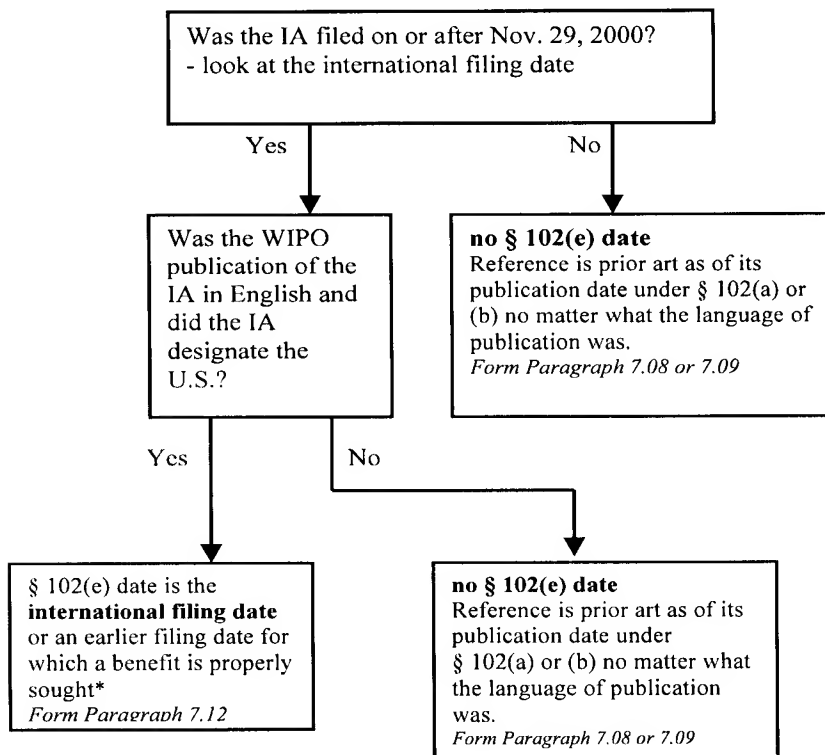 Was the IA filed on or after Nov. 29, 2000?
- look at the international filing date
Yes
No
Was the WIPO
publication of the
IA in English and
did the IA
designate the
U.S.?
no § 102(e) date
Reference is prior art as of its
publication date under § 102(a) or
(b) no matter what the language of
publication was.
Form Paragraph 7.08 or 7.09
Yes
No
§ 102(e) date is the
international filing date
or an earlier filing date for
which a benefit is properly
sought*
Form Paragraph 7.12
no § 102(e) date
Reference is prior art as of its
publication date under
§ 102(a) or (b) no matter what
the language of publication
was.
Form Paragraph 7.08 or 7.09